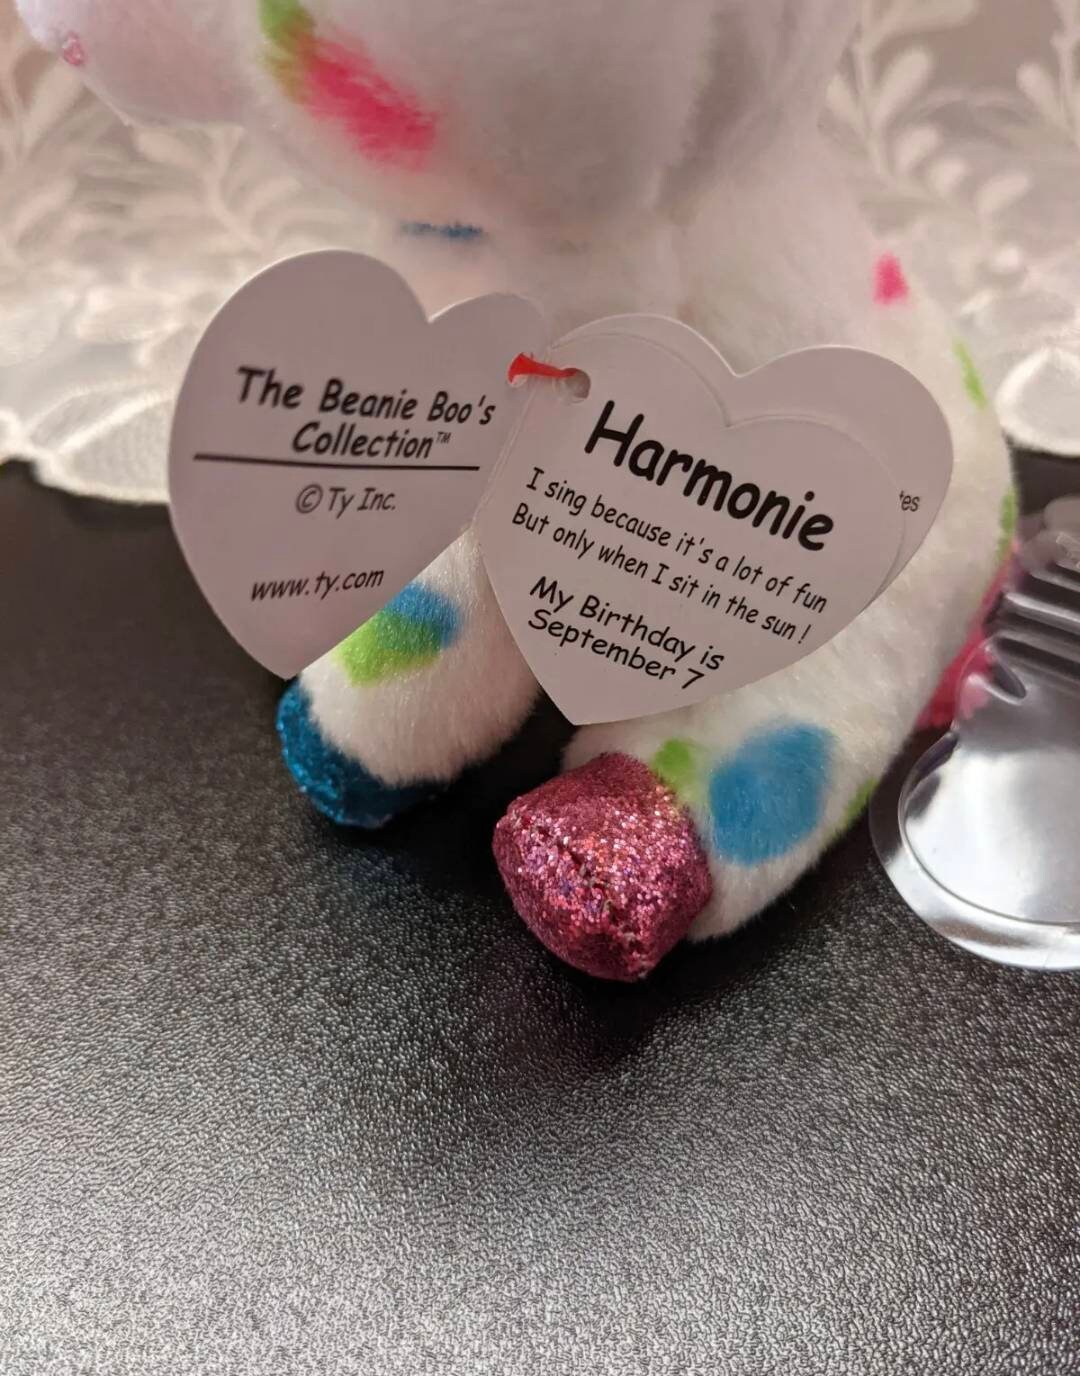 The Beanie Boo's
Collection™
© Ty Inc.
www.ty.com
Harmonie
I sing because it's a lot of fun
But only when I sit in the sun !
My Birthday is
September 7